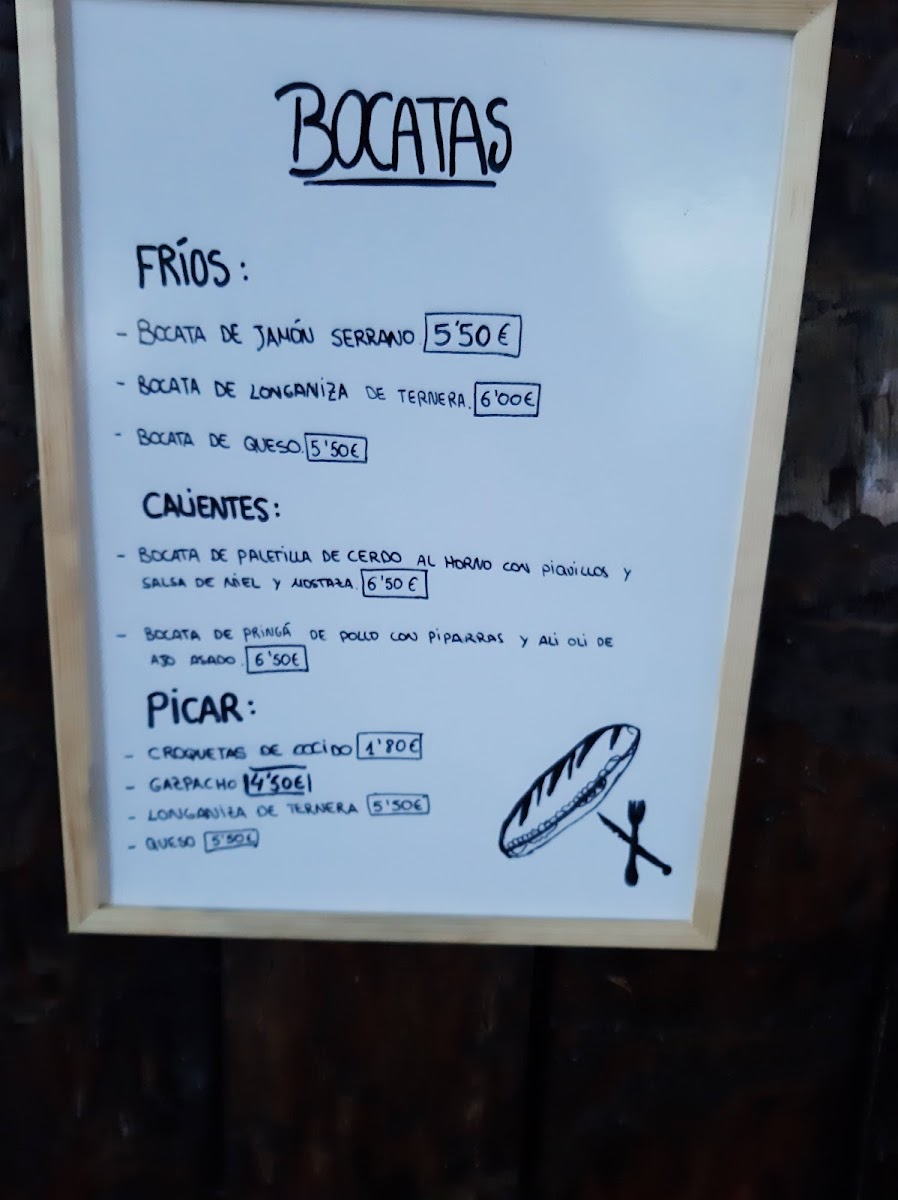 BOCATAS
FRÍOS:
- BOCATA DE JAMÓN SERRANO. 5'50€
- BOCATA DE LONGANIZA DE TERNERA. 6'00€
- BOCATA DE QUESO. 5'50€
CALIENTES:
- BOCATA DE PALETILLA DE CERDO AL HORNO CON PIQUILLOS Y
SALSA DE MIEL Y MOSTAZA. 6'50€
- BOCATA DE PRINGÁ DE POLLO CON PIPARRAS Y ALI OLI DE
AJO ASADO. 6'50€
PICAR:
- CROQUETAS DE COCIDO 1'80€
- GAZPACHO 4'50€
- LONGANIZA DE TERNERA 5'50€
- QUESO 5'50€